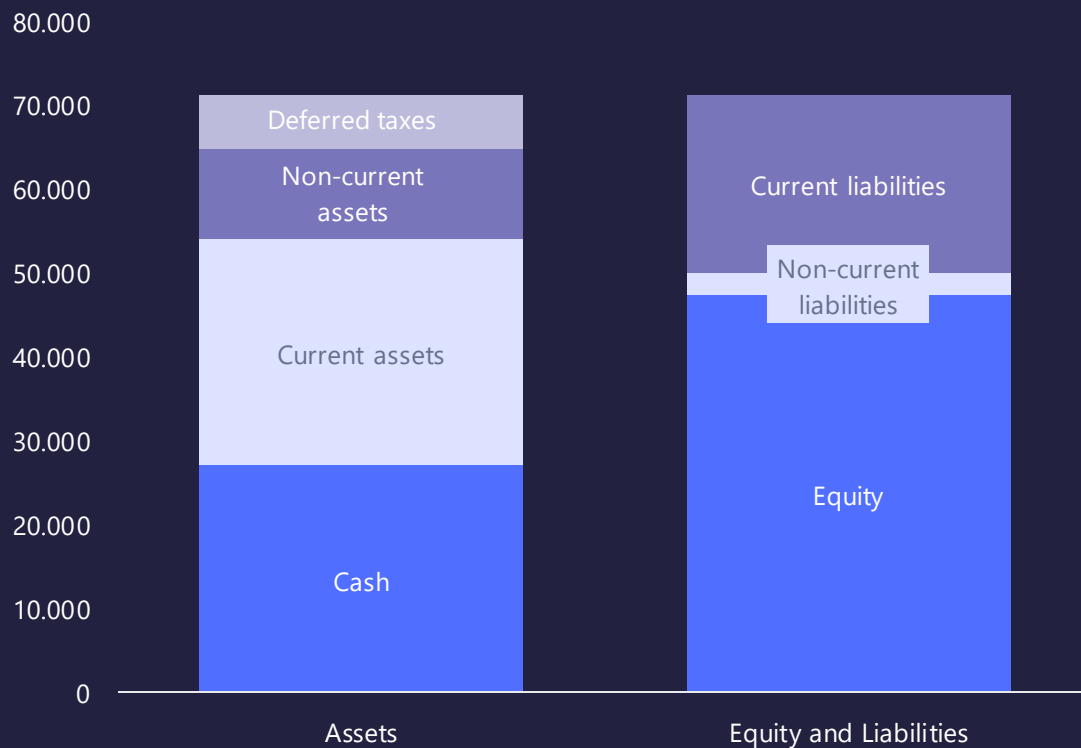 80.000
70.000
60.000
50.000
40.000
30.000
20.000
10.000
0
Deferred taxes
Non-current
assets
Current assets
Cash
Current liabilities
Non-current
liabilities
Equity
Assets
Equity and Liabilities